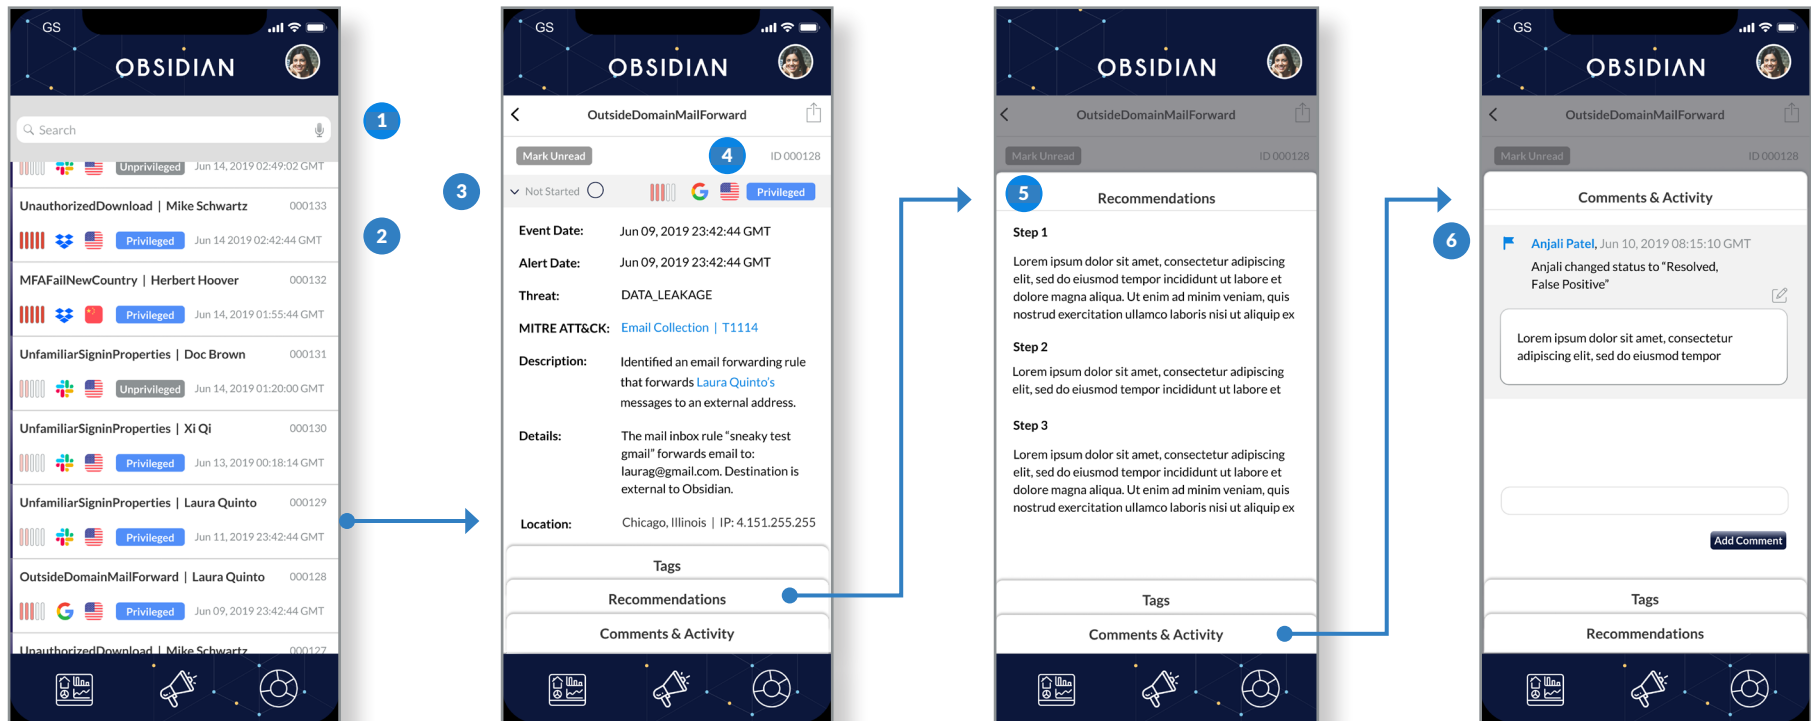 GS
OBSIDIAN
Search
Unprivileged Jun 14, 2019 02:49:02 GMT
UnauthorizedDownload | Mike Schwartz 000133
Privileged Jun 14 2019 02:42:44 GMT
MFAFailNewCountry | Herbert Hoover 000132
Privileged Jun 14, 2019 01:55:44 GMT
UnfamiliarSigninProperties | Doc Brown 000131
Unprivileged Jun 14, 2019 01:20:00 GMT
UnfamiliarSigninProperties | Xi Qi 000130
Privileged Jun 13, 2019 00:18:14 GMT
UnfamiliarSigninProperties | Laura Quinto 000129
Privileged Jun 11, 2019 23:42:44 GMT
OutsideDomainMailForward | Laura Quinto 000128
Privileged Jun 09, 2019 23:42:44 GMT
UnauthorizedDownload | Mike Schwartz 000127
1
2
3
GS
OBSIDIAN
OutsideDomainMailForward
Mark Unread 4 ID 000128
Not Started Privileged
Event Date: Jun 09, 2019 23:42:44 GMT
Alert Date: Jun 09, 2019 23:42:44 GMT
Threat: DATA_LEAKAGE
MITRE ATT&CK: Email Collection | T1114
Description: Identified an email forwarding rule
that forwards Laura Quinto's
messages to an external address.
Details: The mail inbox rule “sneaky test
gmail” forwards email to:
laurag@gmail.com. Destination is
external to Obsidian.
Location: Chicago, Illinois | IP: 4.151.255.255
Tags
Recommendations
Comments & Activity
OBSIDIAN
OutsideDomainMailForward
Mark Unread ID 000128
5
Recommendations
Step 1
Lorem ipsum dolor sit amet, consectetur adipiscing
elit, sed do eiusmod tempor incididunt ut labore et
dolore magna aliqua. Ut enim ad minim veniam, quis
nostrud exercitation ullamco laboris nisi ut aliquip ex
Step 2
Lorem ipsum dolor sit amet, consectetur adipiscing
elit, sed do eiusmod tempor incididunt ut labore et
Step 3
Lorem ipsum dolor sit amet, consectetur adipiscing
elit, sed do eiusmod tempor incididunt ut labore et
dolore magna aliqua. Ut enim ad minim veniam, quis
nostrud exercitation ullamco laboris nisi ut aliquip ex
Tags
Comments & Activity
6
GS
OBSIDIAN
OutsideDomainMailForward
Mark Unread ID 000128
Comments & Activity
Anjali Patel, Jun 10, 2019 08:15:10 GMT
Anjali changed status to “Resolved,
False Positive”
Lorem ipsum dolor sit amet, consectetur
adipiscing elit, sed do eiusmod tempor
Add Comment
Tags
Recommendations